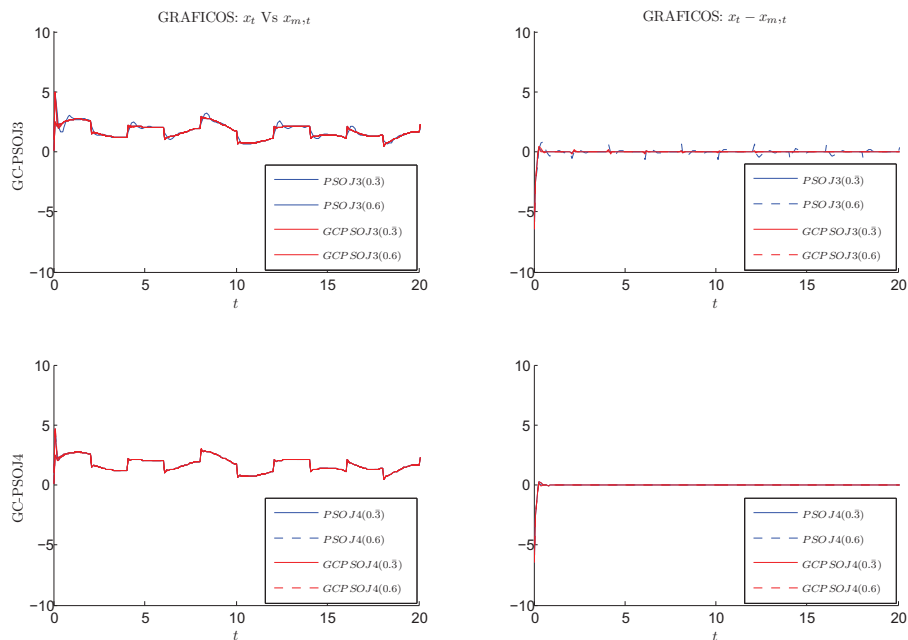 GRAFICOS: $x_t$ Vs $x_{m,t}$
10
5
0
−5
−10
0 5 10 15 20
t
GC-PSOJ3
PSOJ3(0.3̄)
PSOJ3(0.6)
GCPSOJ3(0.3̄)
GCPSOJ3(0.6)
GRAFICOS: $x_t - x_{m,t}$
10
5
0
−5
−10
0 5 10 15 20
t
PSOJ3(0.3̄)
PSOJ3(0.6)
GCPSOJ3(0.3̄)
GCPSOJ3(0.6)
10
5
0
−5
−10
0 5 10 15 20
t
GC-PSOJ4
PSOJ4(0.3̄)
PSOJ4(0.6)
GCPSOJ4(0.3̄)
GCPSOJ4(0.6)
10
5
0
−5
−10
0 5 10 15 20
t
PSOJ4(0.3̄)
PSOJ4(0.6)
GCPSOJ4(0.3̄)
GCPSOJ4(0.6)